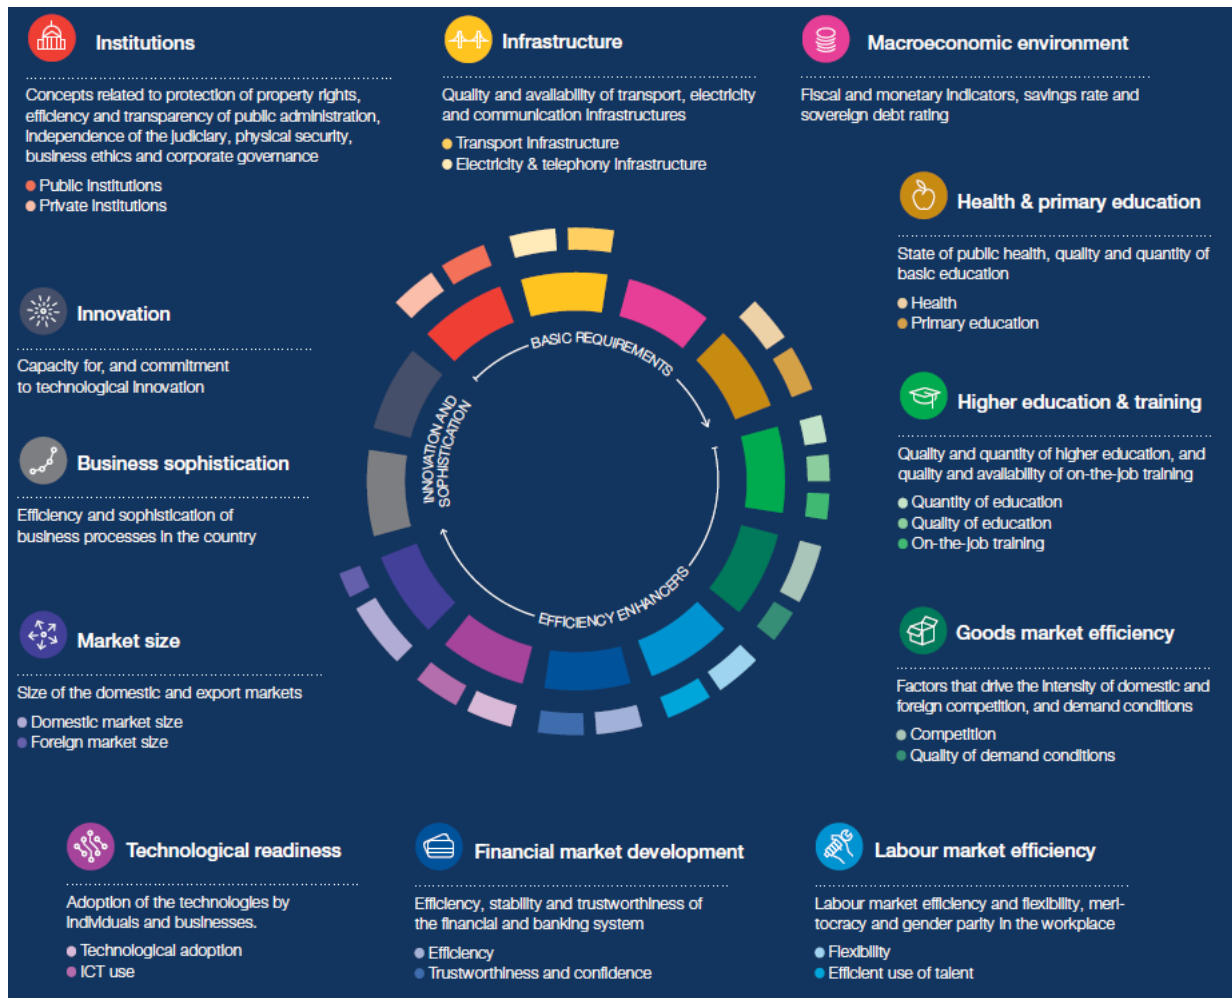 Institutions
Concepts related to protection of property rights,
efficiency and transparency of public administration,
independence of the judiciary, physical security,
business ethics and corporate governance
Public institutions
Private institutions
Infrastructure
Quality and availability of transport, electricity
and communication infrastructures
Transport infrastructure
Electricity & telephony infrastructure
Macroeconomic environment
Fiscal and monetary indicators, savings rate and
sovereign debt rating
Health & primary education
State of public health, quality and quantity of
basic education
Health
Primary education
Higher education & training
Quality and quantity of higher education, and
quality and availability of on-the-job training
Quantity of education
Quality of education
On-the-job training
Goods market efficiency
Factors that drive the intensity of domestic and
foreign competition, and demand conditions
Competition
Quality of demand conditions
Labour market efficiency
Labour market efficiency and flexibility, meri-
tocracy and gender parity in the workplace
Flexibility
Efficient use of talent
Financial market development
Efficiency, stability and trustworthiness of
the financial and banking system
Efficiency
Trustworthiness and confidence
Technological readiness
Adoption of the technologies by
individuals and businesses.
Technological adoption
ICT use
Market size
Size of the domestic and export markets
Domestic market size
Foreign market size
Business sophistication
Efficiency and sophistication of
business processes in the country
Innovation
Capacity for, and commitment
to technological innovation
BASIC REQUIREMENTS
EFFICIENCY ENHANCERS
INNOVATION AND
SOPHISTICATION